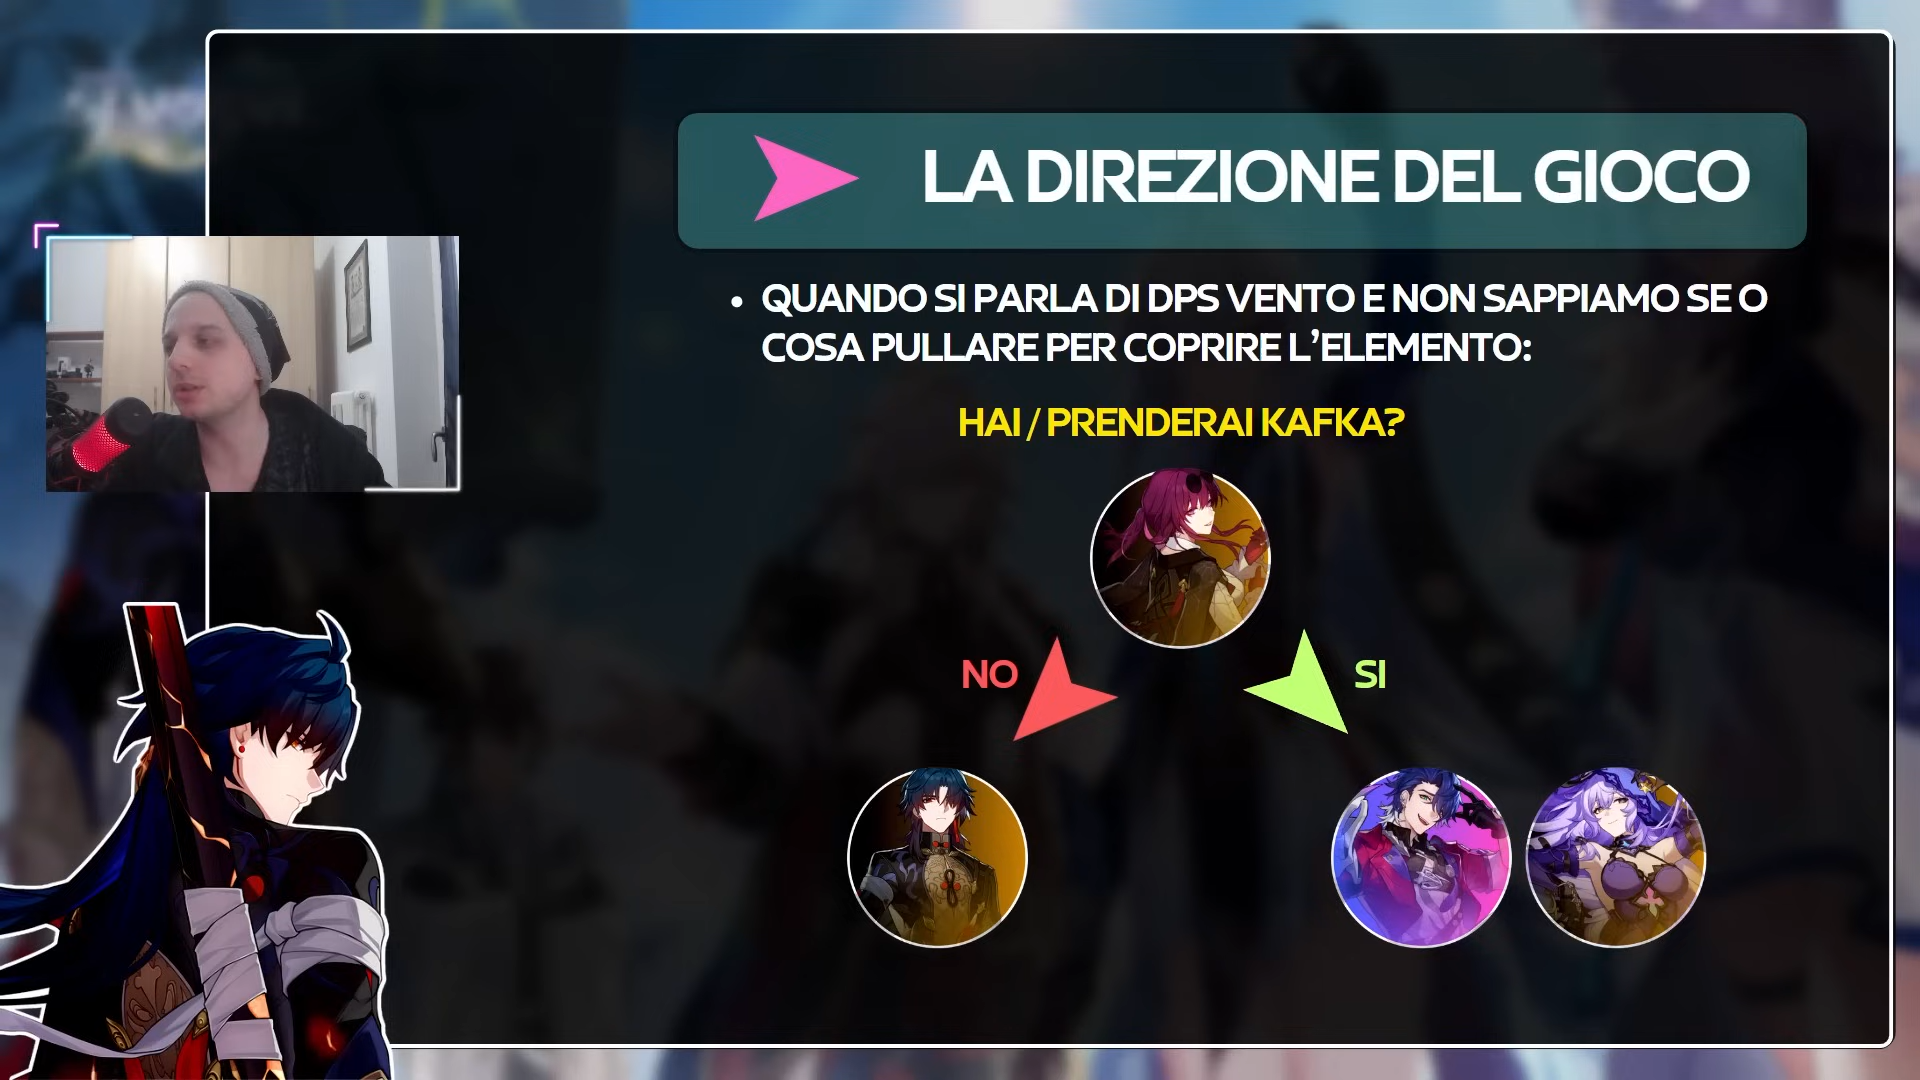 LA DIREZIONE DEL GIOCO
• QUANDO SI PARLA DI DPS VENTO E NON SAPPIAMO SE O
COSA PULLARE PER COPRIRE L'ELEMENTO:
HAI / PRENDERAI KAFKA?
NO
SI